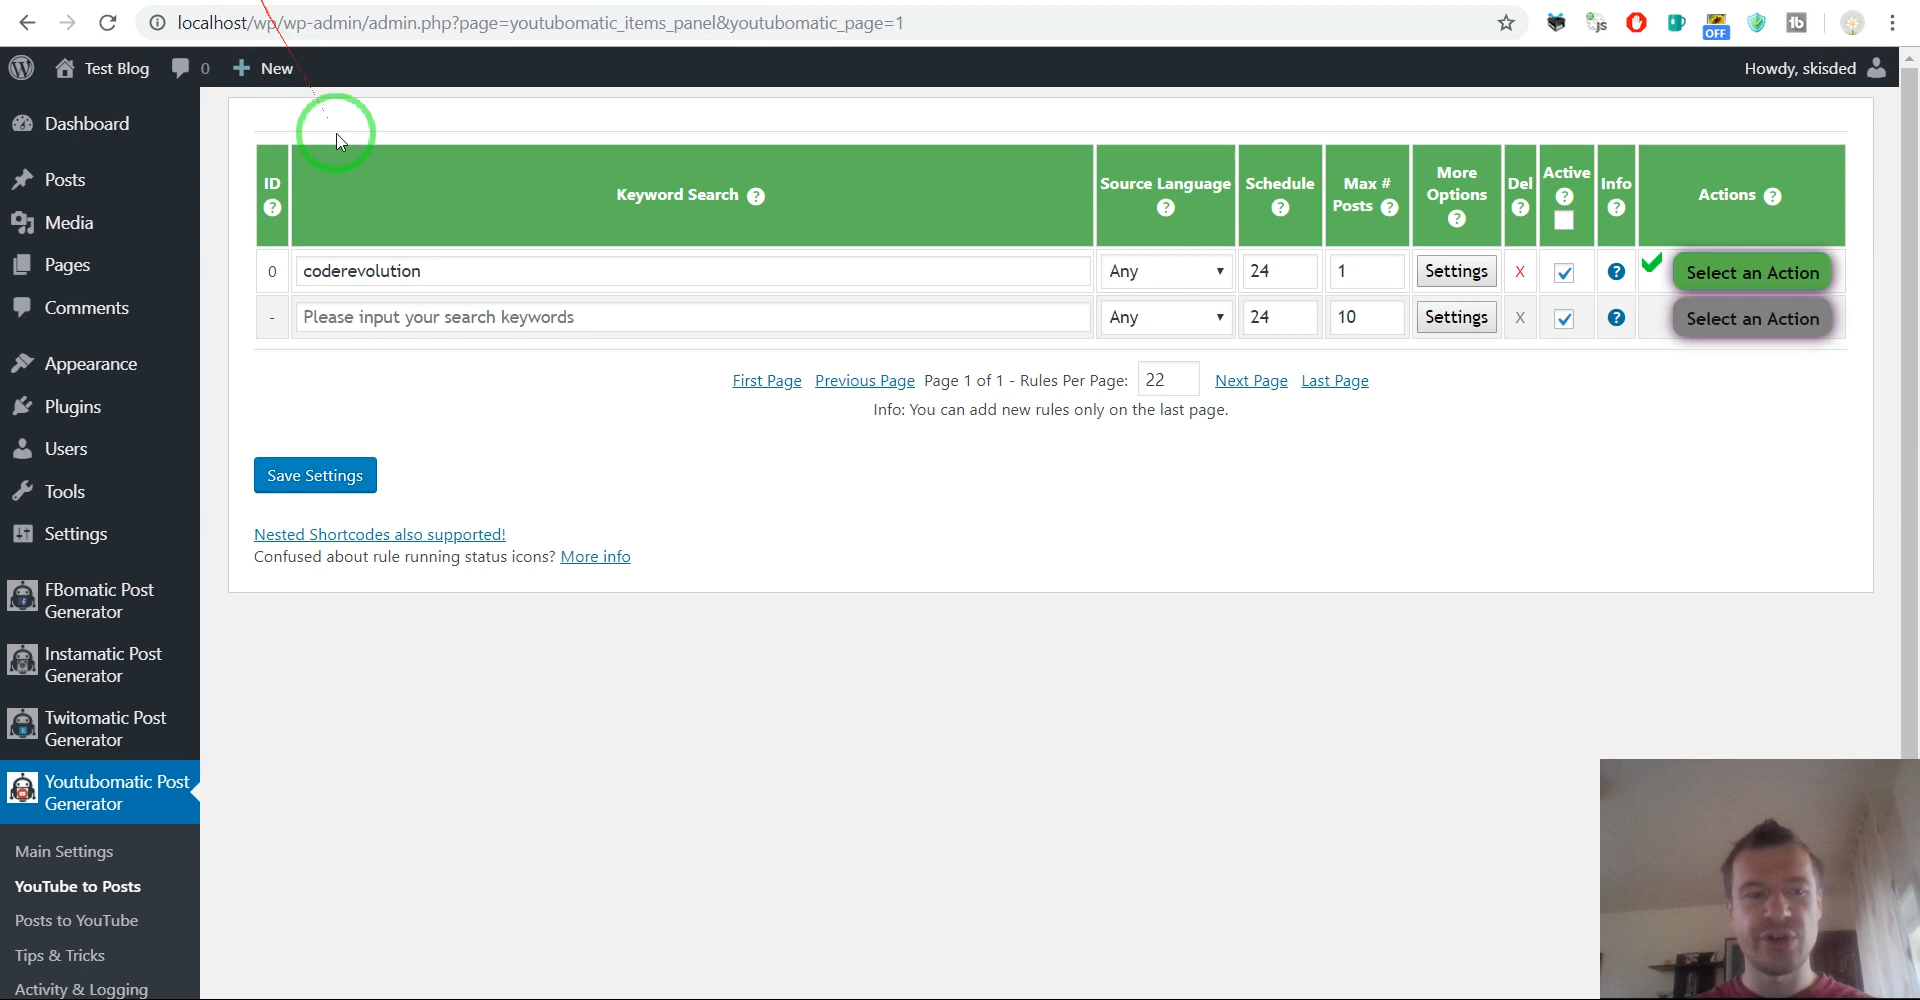 localhost/wp/wp-admin/admin.php?page=youtubomatic_items_panel&youtubomatic_page=1
js
OFF
Test Blog
0
New
Howdy, skisded
Dashboard
Posts
Media
Pages
Comments
Appearance
Plugins
Users
Tools
Settings
FBomatic Post
Generator
Instamatic Post
Generator
Twitomatic Post
Generator
Youtubomatic Post
Generator
Main Settings
YouTube to Posts
Posts to YouTube
Tips & Tricks
Activity & Logging
ID ?
Keyword Search ?
Source Language ?
Schedule ?
Max #
Posts ?
More
Options ?
Del ?
Active ?
Info ?
Actions ?
0 coderevolution Any 24 1 Settings X ? Select an Action
- Please input your search keywords Any 24 10 Settings X ? Select an Action
First Page Previous Page Page 1 of 1 - Rules Per Page: 22 Next Page Last Page
Info: You can add new rules only on the last page.
Save Settings
Nested Shortcodes also supported!
Confused about rule running status icons? More info